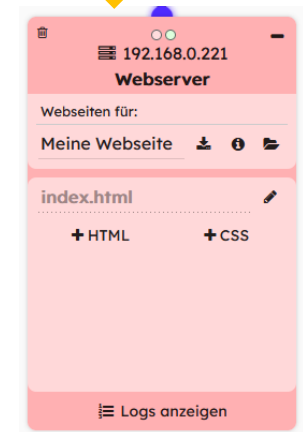 192.168.0.221
Webserver
Webseiten für:
Meine Webseite
index.html
+ HTML + CSS
Logs anzeigen